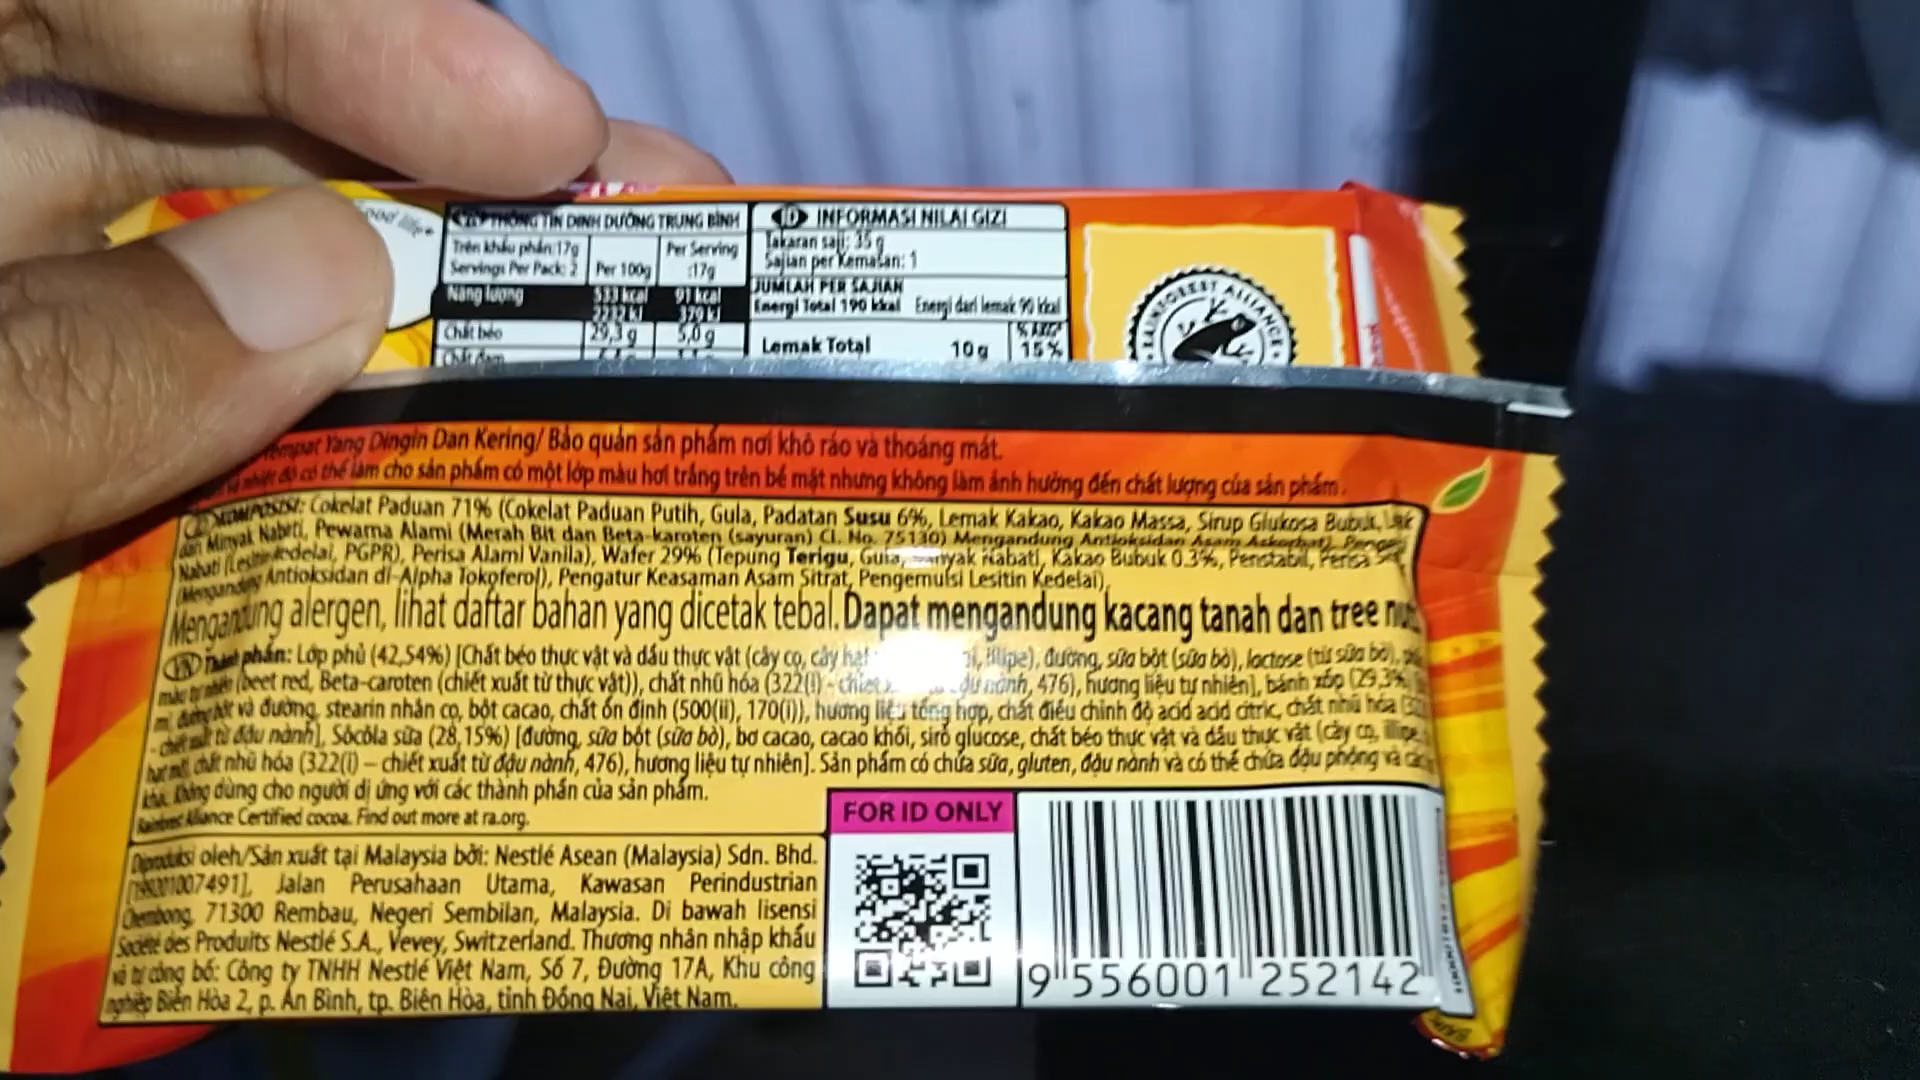 THÔNG TIN DINH DƯỠNG TRUNG BÌNH
Trên khẩu phần:17g
Servings Per Pack: 2
Per 100g
Per Serving
:17g
Năng lượng 533 kcal 91 kcal
2232 kJ 379 kJ
Chất béo 29,3 g 5,0 g
Chất đạm
ID INFORMASI NILAI GIZI
Takaran saji: 35 g
Sajian per Kemasan: 1
JUMLAH PER SAJIAN
Energi Total 190 kkal Energi dari lemak 90 kkal
% AKG*
Lemak Total 10 g 15 %
RAINFOREST ALLIANCE
Yang Dingin Dan Kering/ Bảo quản sản phẩm nơi khô ráo và thoáng mát.
nhiệt độ có thể làm cho sản phẩm có một lớp màu hơi trắng trên bề mặt nhưng không làm ảnh hưởng đến chất lượng của sản phẩm.
KOMPOSISI: Cokelat Paduan 71% (Cokelat Paduan Putih, Gula, Padatan Susu 6%, Lemak Kakao, Kakao Massa, Sirup Glukosa Bubuk,
dan Minyak Nabati, Pewarna Alami (Merah Bit dan Beta-karoten (sayuran) CI. No. 75130) Mengandung Antioksidan Asam Askorbat),
Nabati (Lesitin Kedelai, PGPR), Perisa Alami Vanila), Wafer 29% (Tepung Terigu, Gula, Minyak Nabati, Kakao Bubuk 0.3%, Penstabil, Perisa
(Mengandung Antioksidan dl-Alpha Tokoferol), Pengatur Keasaman Asam Sitrat, Pengemulsi Lesitin Kedelai),
Mengandung alergen, lihat daftar bahan yang dicetak tebal. Dapat mengandung kacang tanah dan tree
VN Thành phần: Lớp phủ (42,54%) [Chất béo thực vật và dầu thực vật (cây cọ, cây illipe), đường, sữa bột (sữa bò), lactose (từ sữa bò),
màu tự nhiên (beet red, Beta-caroten (chiết xuất từ thực vật)), chất nhũ hóa (322(i) - đậu nành, 476), hương liệu tự nhiên], bánh xốp (29,3%
mì, đường bột và đường, stearin nhân cọ, bột cacao, chất ổn định (500(ii), 170(i)), hương liệu tổng hợp, chất điều chỉnh độ acid acid citric, chất nhũ hóa
- chiết xuất từ đậu nành], Sôcôla sữa (28,15%) [đường, sữa bột (sữa bò), bơ cacao, cacao khối, sirô glucose, chất béo thực vật và dầu thực vật (cây cọ, illipe,
hạt mỡ), chất nhũ hóa (322(i) – chiết xuất từ đậu nành, 476), hương liệu tự nhiên]. Sản phẩm có chứa sữa, gluten, đậu nành và có thể chứa đậu phộng và các
khác. Không dùng cho người dị ứng với các thành phần của sản phẩm.
Rainforest Alliance Certified cocoa. Find out more at ra.org.
Diproduksi oleh/Sản xuất tại Malaysia bởi: Nestlé Asean (Malaysia) Sdn. Bhd.
[199201007491], Jalan Perusahaan Utama, Kawasan Perindustrian
Chembong, 71300 Rembau, Negeri Sembilan, Malaysia. Di bawah lisensi
Société des Produits Nestlé S.A., Vevey, Switzerland. Thương nhân nhập khẩu
và tự công bố: Công ty TNHH Nestlé Việt Nam, Số 7, Đường 17A, Khu công
nghiệp Biên Hòa 2, p. An Bình, tp. Biên Hòa, tỉnh Đồng Nai, Việt Nam.
FOR ID ONLY
9 556001 252142